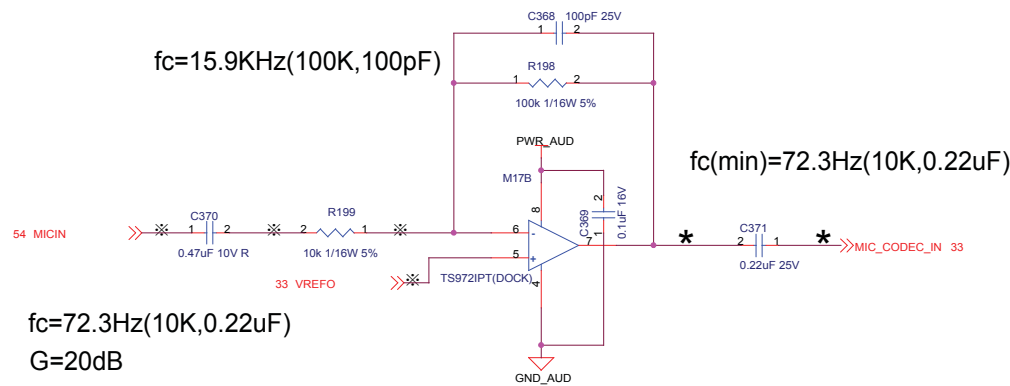 C368
100pF 25V
1
2
fc=15.9KHz(100K,100pF)
R198
1
2
100k 1/16W 5%
PWR_AUD
fc(min)=72.3Hz(10K,0.22uF)
M17B
8
2
C369
0.1uF 16V
1
C370
R199
54 MICIN
※
1
2
※
2
1
※
6
-
7
*
2
C371
1
*
MIC_CODEC_IN 33
0.47uF 10V R
10k 1/16W 5%
5
+
0.22uF 25V
33 VREFO
※
TS972IPT(DOCK)
4
fc=72.3Hz(10K,0.22uF)
G=20dB
GND_AUD